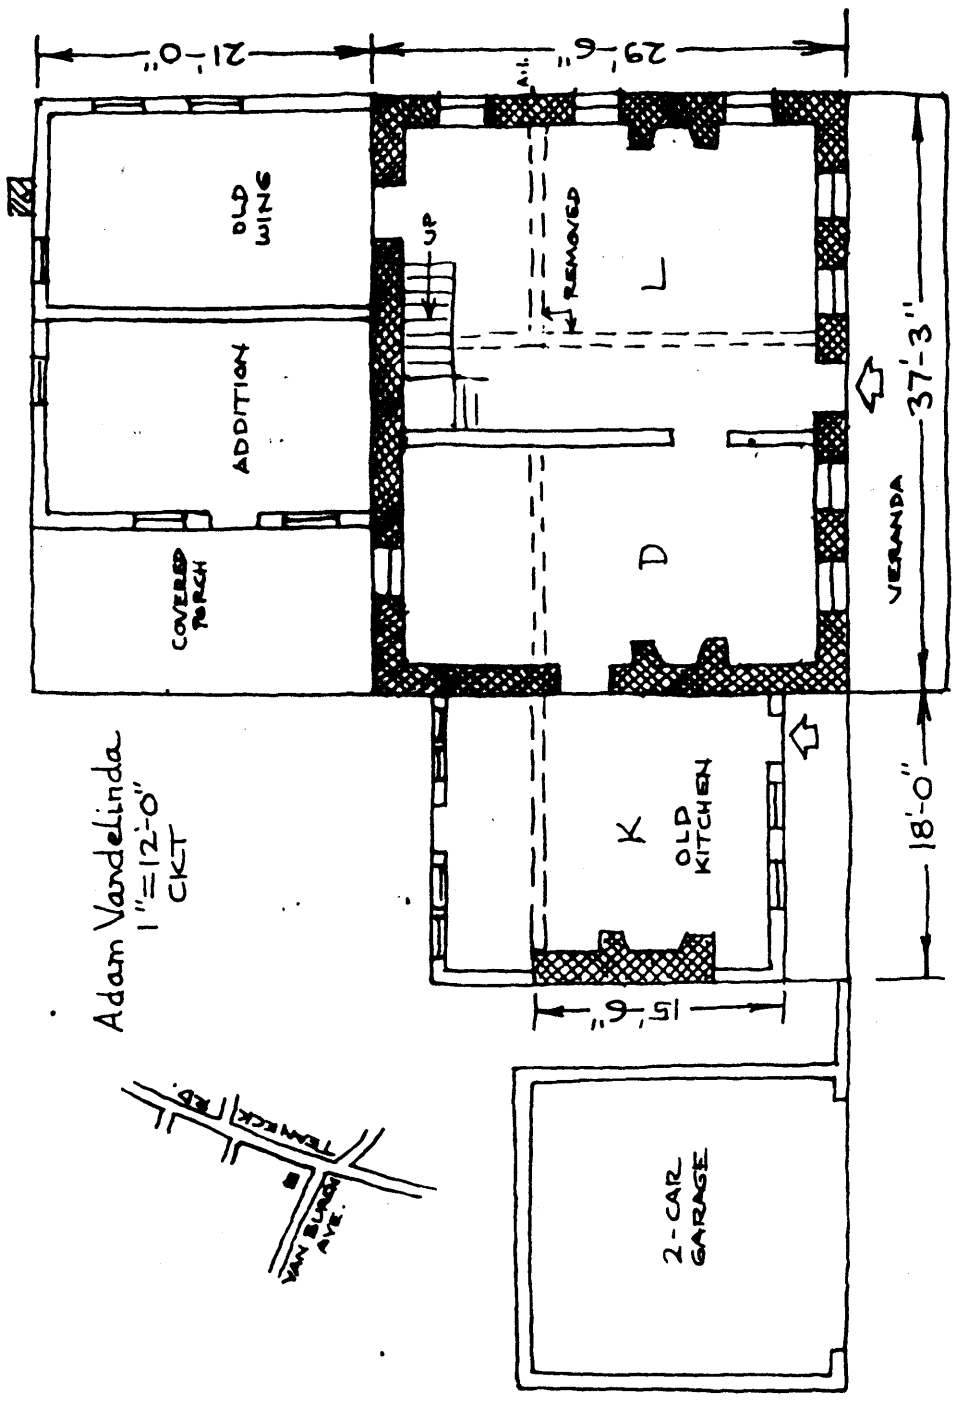 Adam Vandelinda
1"=12'-0"
CKT
21'-0"
29'-6"
OLD
WING
ADDITION
COVERED
PORCH
UP
REMOVED
L
D
K
OLD
KITCHEN
VERANDA
37'-3"
18'-0"
15'-6"
2-CAR
GARAGE
TEANECK
RD.
VAN BUREN
AVE.